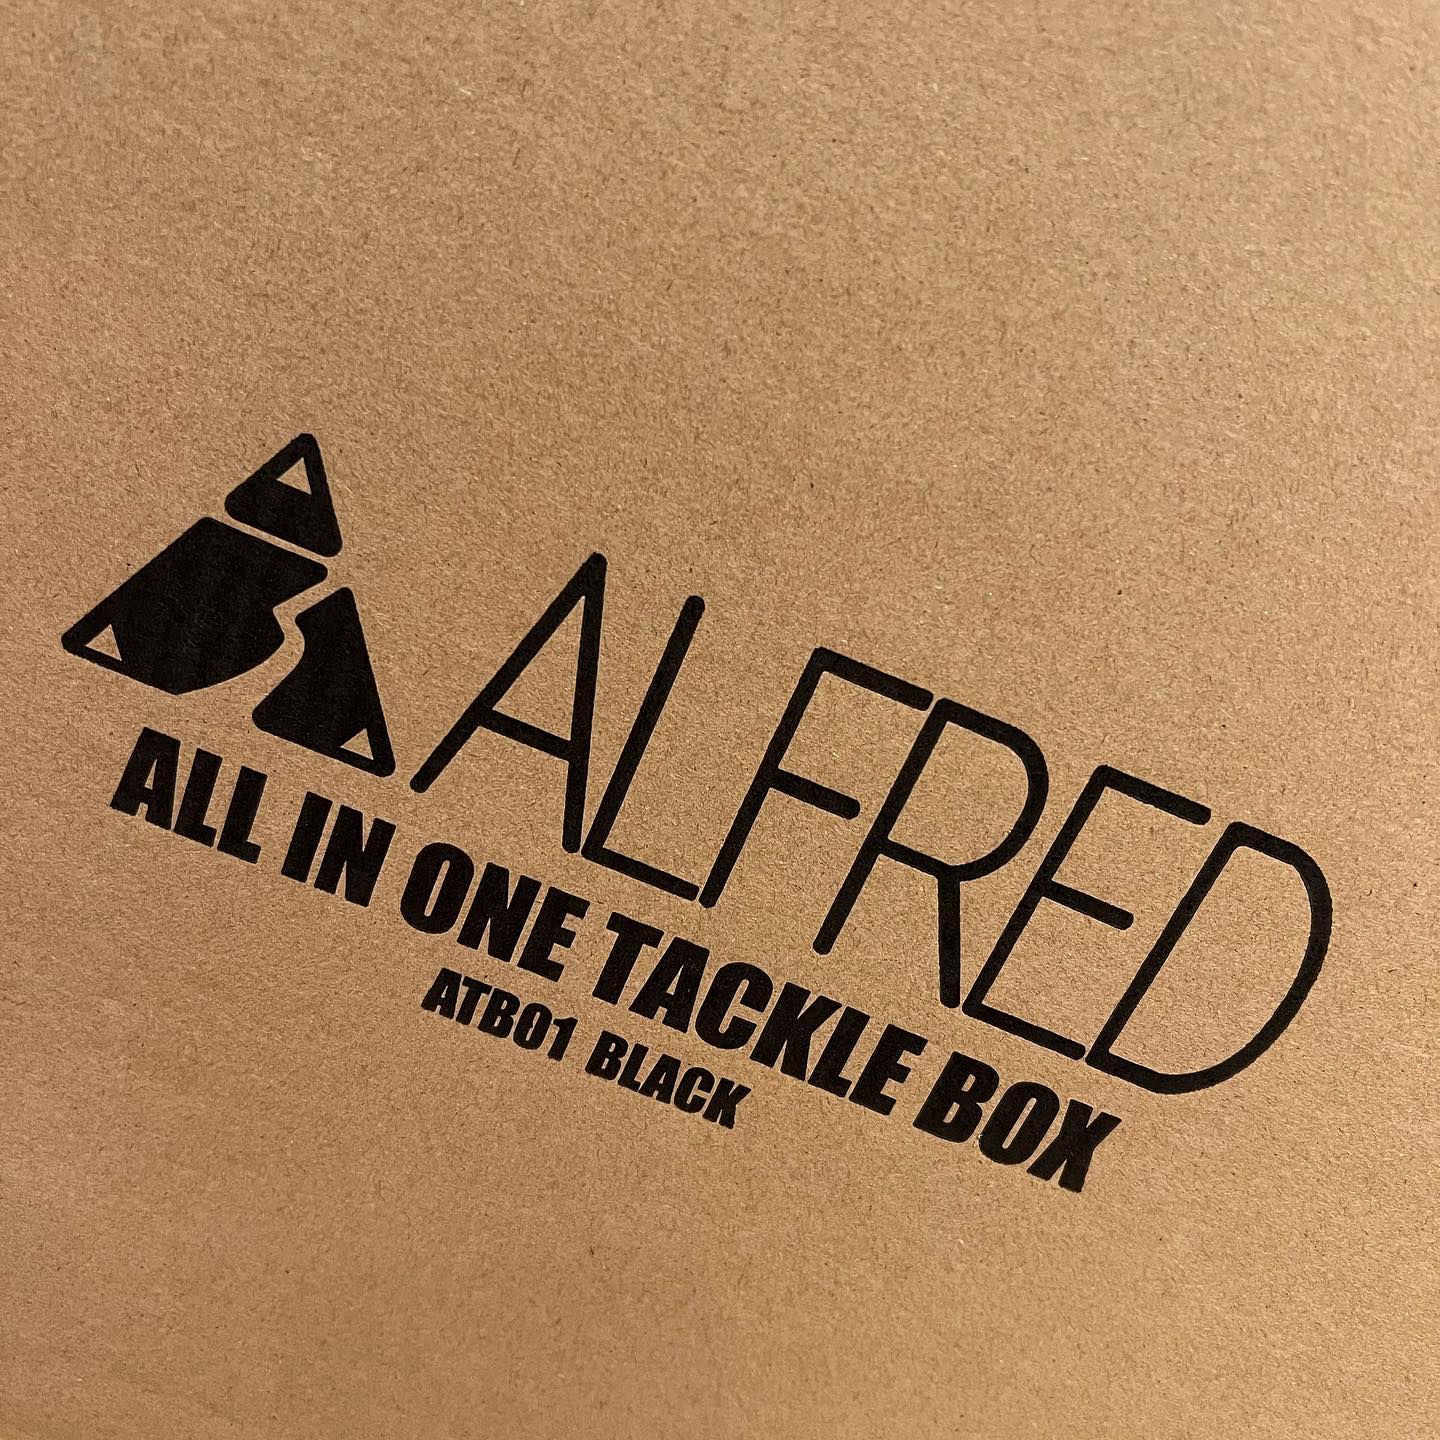 ALFRED
ALL IN ONE TACKLE BOX
ATB01 BLACK